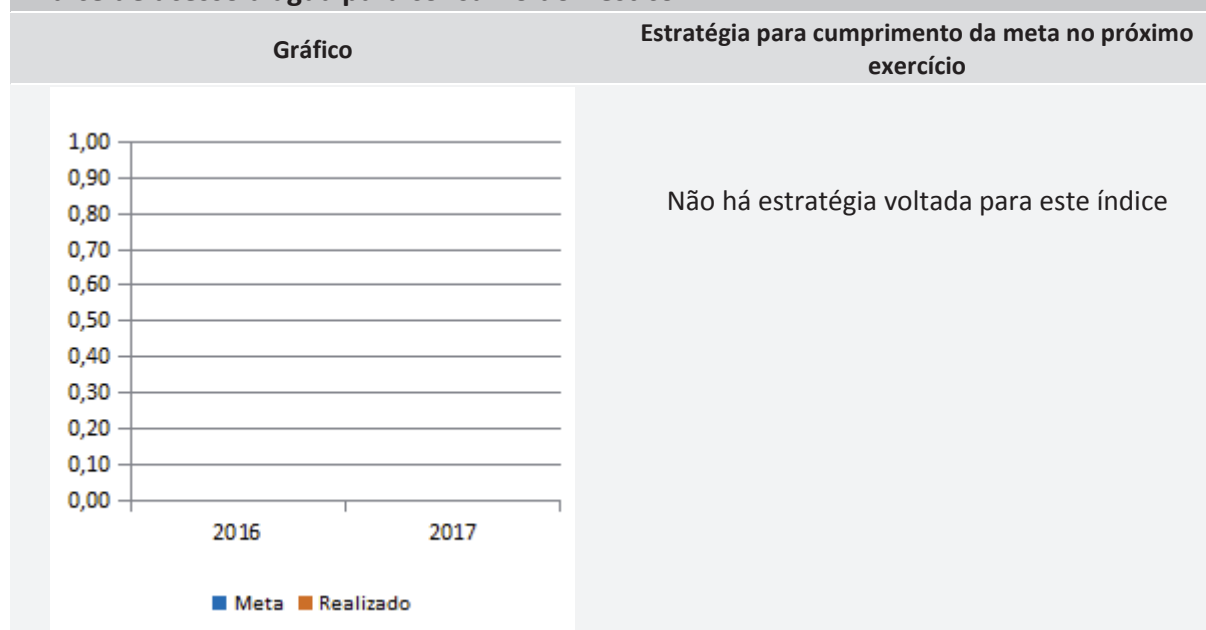 Gráfico
Estratégia para cumprimento da meta no próximo
exercício
1,00
0,90
0,80
0,70
0,60
0,50
0,40
0,30
0,20
0,10
0,00
2016
2017
Meta
Realizado
Não há estratégia voltada para este índice